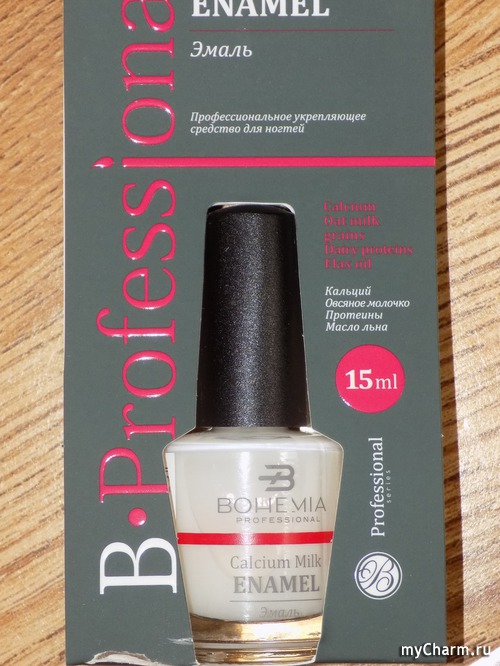 ENAMEL
Эмаль
Профессиональное укрепляющее
средство для ногтей
B·Professiona
Calcium
Oat milk
grains
Dairy proteins
Flax oil
Кальций
Овсяное молочко
Протеины
Масло льна
15ml
Professional
series
B
B
BOHEMIA
PROFESSIONAL
Calcium Milk
ENAMEL
Эмаль
myCharm.ru